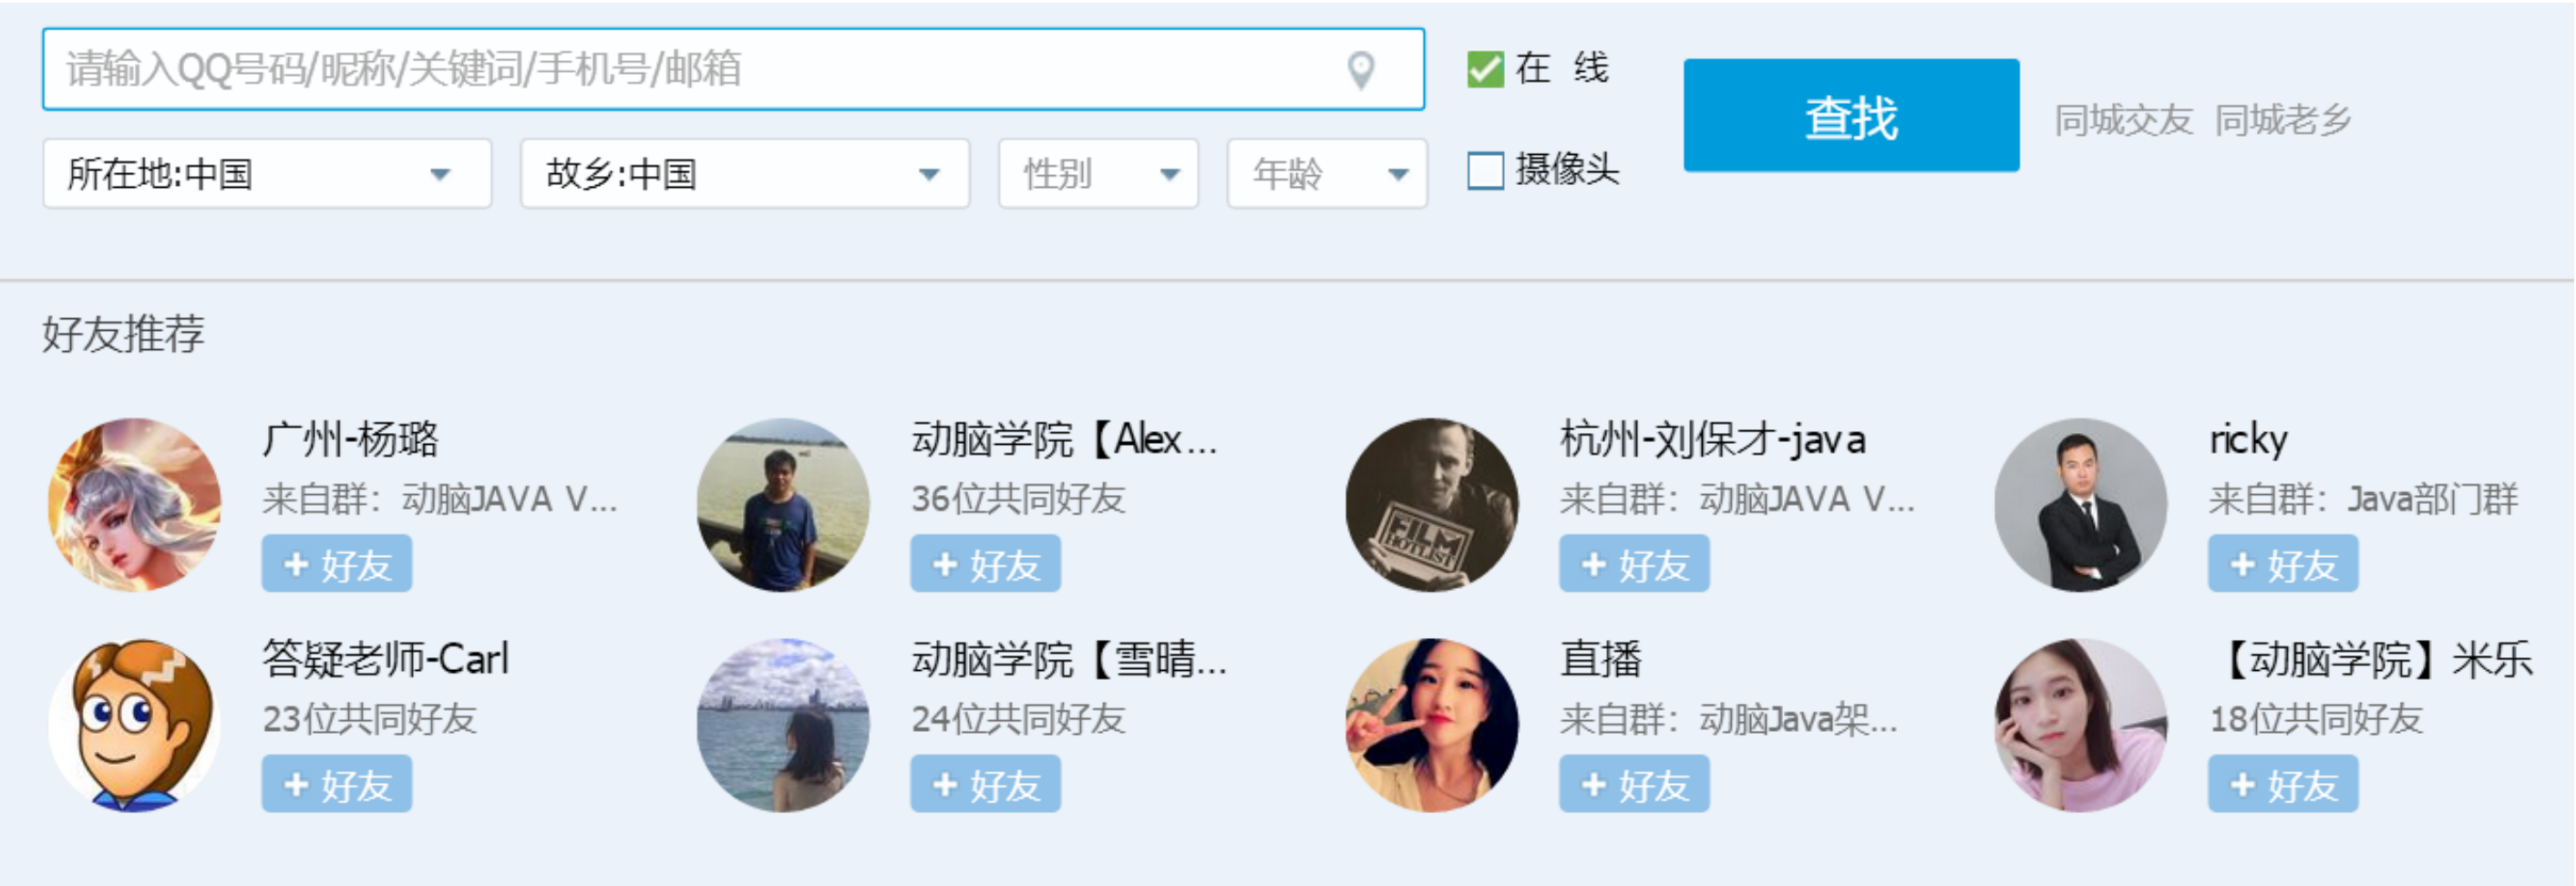 请输入QQ号码/昵称/关键词/手机号/邮箱
在 线
查找
同城交友 同城老乡
所在地:中国
故乡:中国
性别
年龄
摄像头
好友推荐
广州-杨璐
来自群：动脑JAVA V...
+ 好友
动脑学院【Alex...
36位共同好友
+ 好友
杭州-刘保才-java
来自群：动脑JAVA V...
+ 好友
ricky
来自群：Java部门群
+ 好友
答疑老师-Carl
23位共同好友
+ 好友
动脑学院【雪晴...
24位共同好友
+ 好友
直播
来自群：动脑Java架...
+ 好友
【动脑学院】米乐
18位共同好友
+ 好友
FILM
HOTLIST